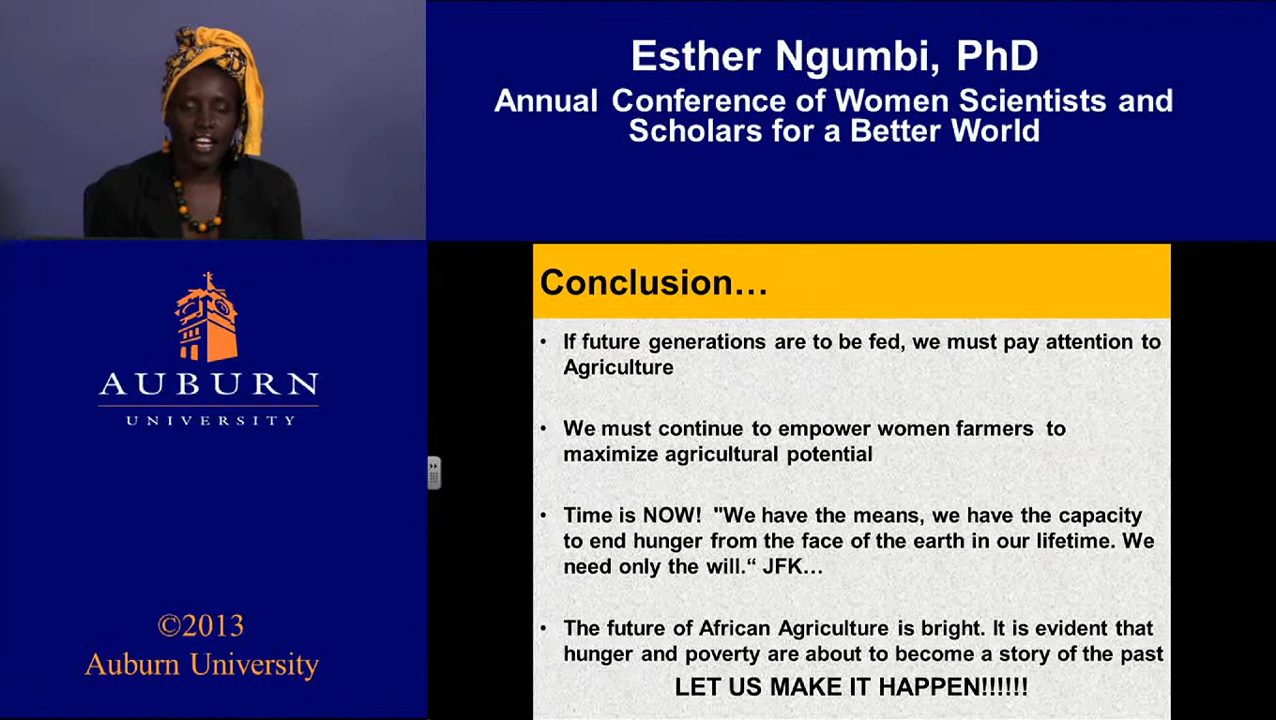 Esther Ngumbi, PhD
Annual Conference of Women Scientists and
Scholars for a Better World
AUBURN
UNIVERSITY
©2013
Auburn University
Conclusion…
• If future generations are to be fed, we must pay attention to
Agriculture
• We must continue to empower women farmers to
maximize agricultural potential
• Time is NOW! "We have the means, we have the capacity
to end hunger from the face of the earth in our lifetime. We
need only the will.“ JFK…
• The future of African Agriculture is bright. It is evident that
hunger and poverty are about to become a story of the past
LET US MAKE IT HAPPEN!!!!!!